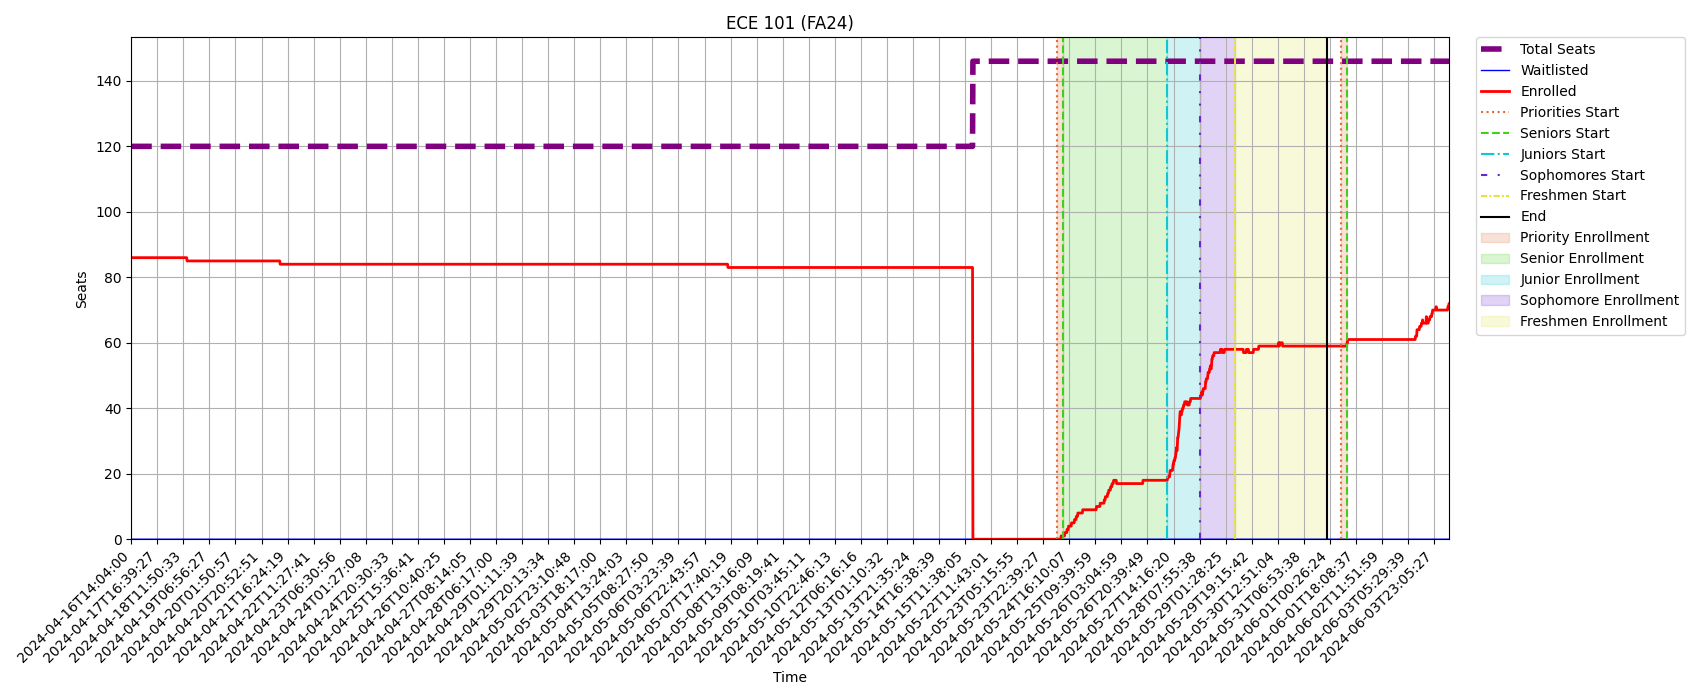 ECE 101 (FA24)
Seats
140
120
100
80
60
40
20
0
2024-04-16T14:04:00
2024-04-17T16:39:27
2024-04-18T11:50:33
2024-04-19T06:56:27
2024-04-20T01:50:57
2024-04-20T20:52:51
2024-04-21T16:24:19
2024-04-22T11:27:41
2024-04-23T06:30:56
2024-04-24T01:27:08
2024-04-24T20:30:33
2024-04-25T15:36:41
2024-04-26T10:40:25
2024-04-27T08:14:05
2024-04-28T06:17:00
2024-04-29T01:11:39
2024-04-29T20:13:34
2024-05-02T23:10:48
2024-05-03T18:17:00
2024-05-04T13:24:03
2024-05-05T08:27:50
2024-05-06T03:23:39
2024-05-06T22:43:57
2024-05-07T17:40:19
2024-05-08T13:16:09
2024-05-09T08:19:41
2024-05-10T03:45:11
2024-05-10T22:46:13
2024-05-12T06:16:16
2024-05-13T01:10:32
2024-05-13T21:35:24
2024-05-14T16:38:39
2024-05-15T11:38:05
2024-05-22T11:43:01
2024-05-23T05:15:55
2024-05-23T22:39:27
2024-05-24T16:10:07
2024-05-25T09:39:59
2024-05-26T03:04:59
2024-05-26T20:39:49
2024-05-27T14:16:20
2024-05-28T07:55:38
2024-05-29T01:28:25
2024-05-29T19:15:42
2024-05-30T12:51:04
2024-05-31T06:53:38
2024-06-01T00:26:24
2024-06-01T18:08:37
2024-06-02T11:51:59
2024-06-03T05:29:39
2024-06-03T23:05:27
Time
Total Seats
Waitlisted
Enrolled
Priorities Start
Seniors Start
Juniors Start
Sophomores Start
Freshmen Start
End
Priority Enrollment
Senior Enrollment
Junior Enrollment
Sophomore Enrollment
Freshmen Enrollment